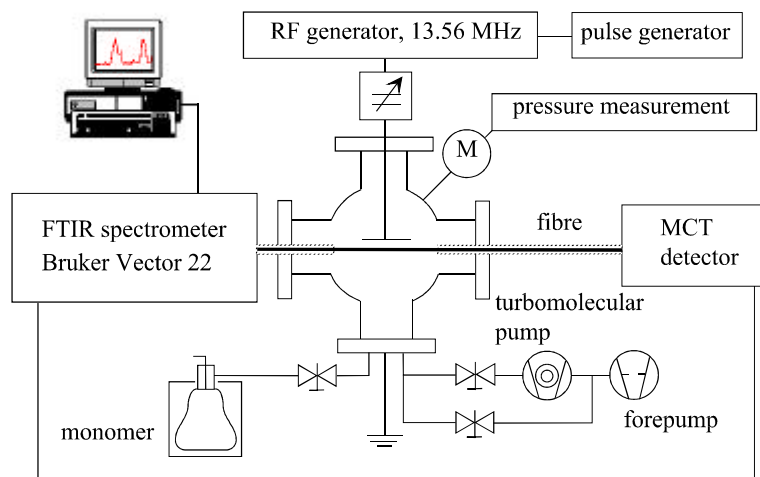 RF generator, 13.56 MHz
pulse generator
pressure measurement
M
FTIR spectrometer
Bruker Vector 22
fibre
MCT
detector
turbomolecular
pump
monomer
forepump